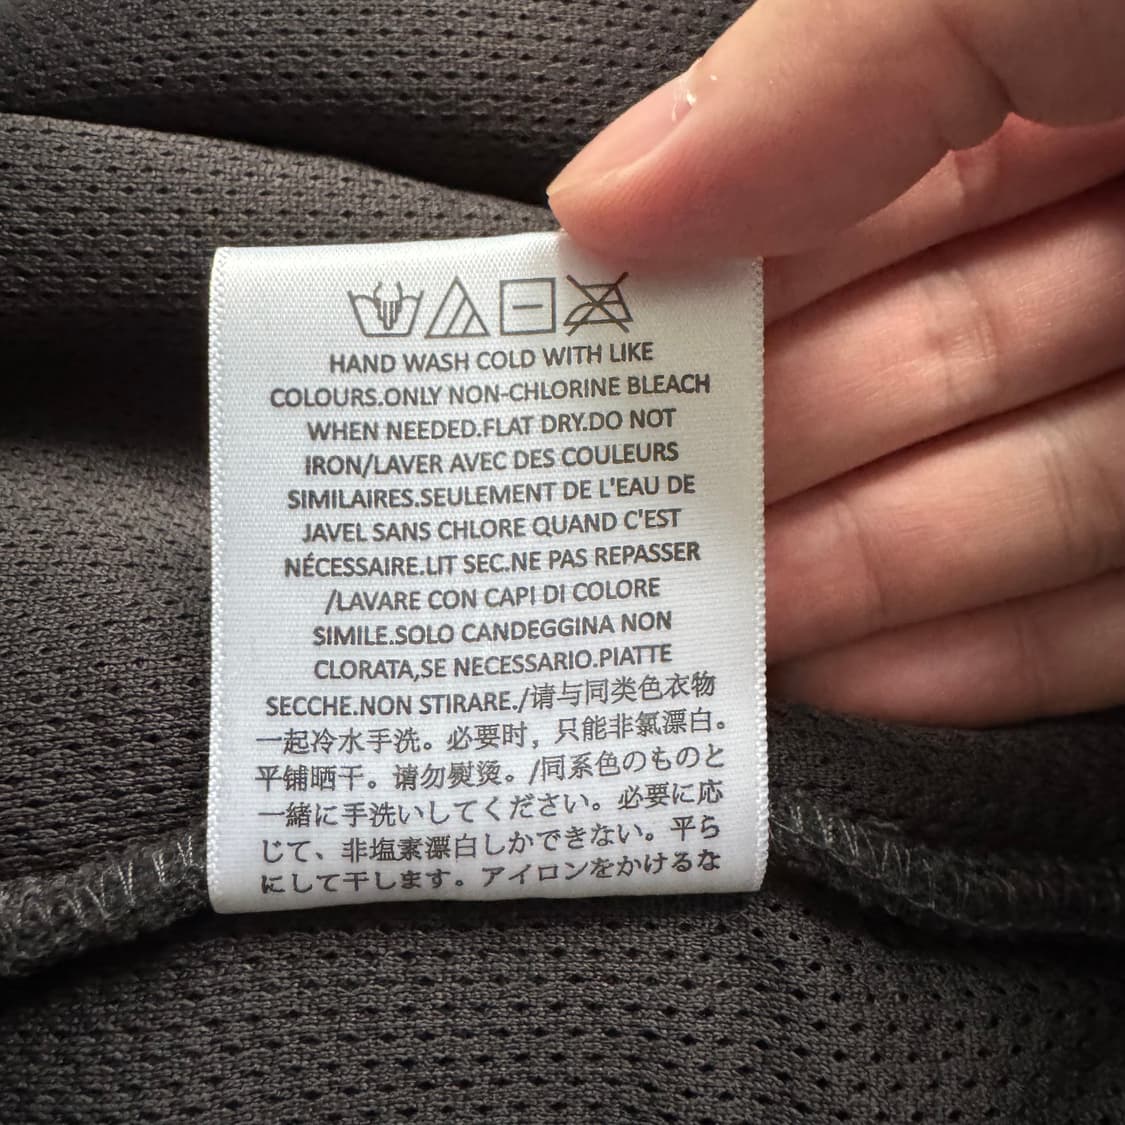 HAND WASH COLD WITH LIKE
COLOURS.ONLY NON-CHLORINE BLEACH
WHEN NEEDED.FLAT DRY.DO NOT
IRON/LAVER AVEC DES COULEURS
SIMILAIRES.SEULEMENT DE L'EAU DE
JAVEL SANS CHLORE QUAND C'EST
NÉCESSAIRE.LIT SEC.NE PAS REPASSER
/LAVARE CON CAPI DI COLORE
SIMILE.SOLO CANDEGGINA NON
CLORATA,SE NECESSARIO.PIATTE
SECCHE.NON STIRARE./请与同类色衣物
一起冷水手洗。必要时，只能非氯漂白。
平铺晒干。请勿熨烫。/同系色のものと
一緒に手洗いしてください。必要に応
じて、非塩素漂白しかできない。平ら
にして干します。アイロンをかけるな